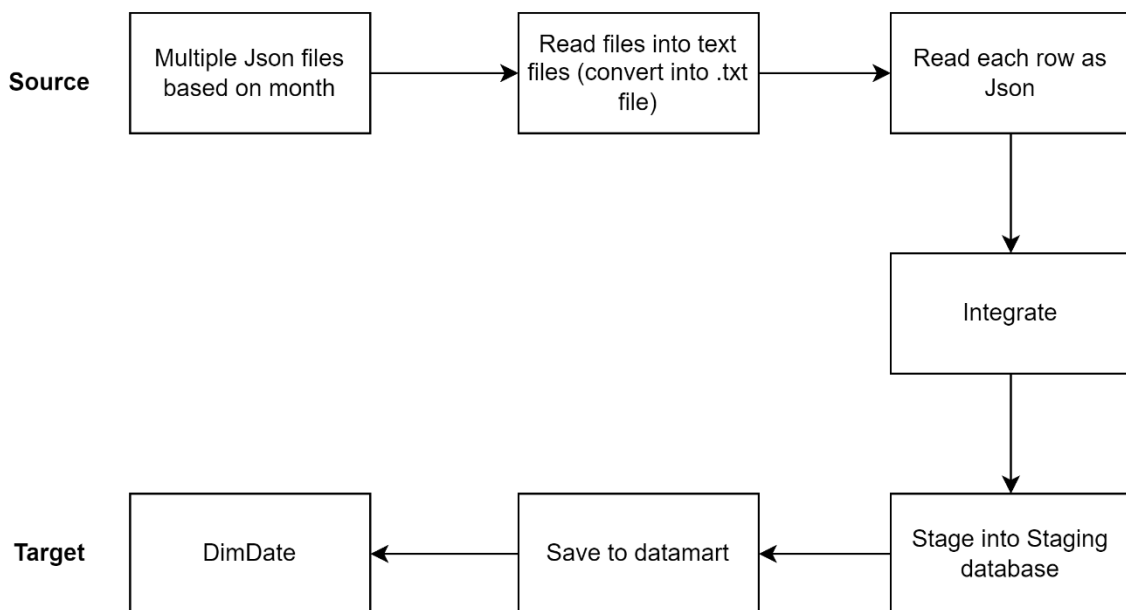 Source
Multiple Json files
based on month
Read files into text
files (convert into .txt
file)
Read each row as
Json
Integrate
Target
DimDate
Save to datamart
Stage into Staging
database